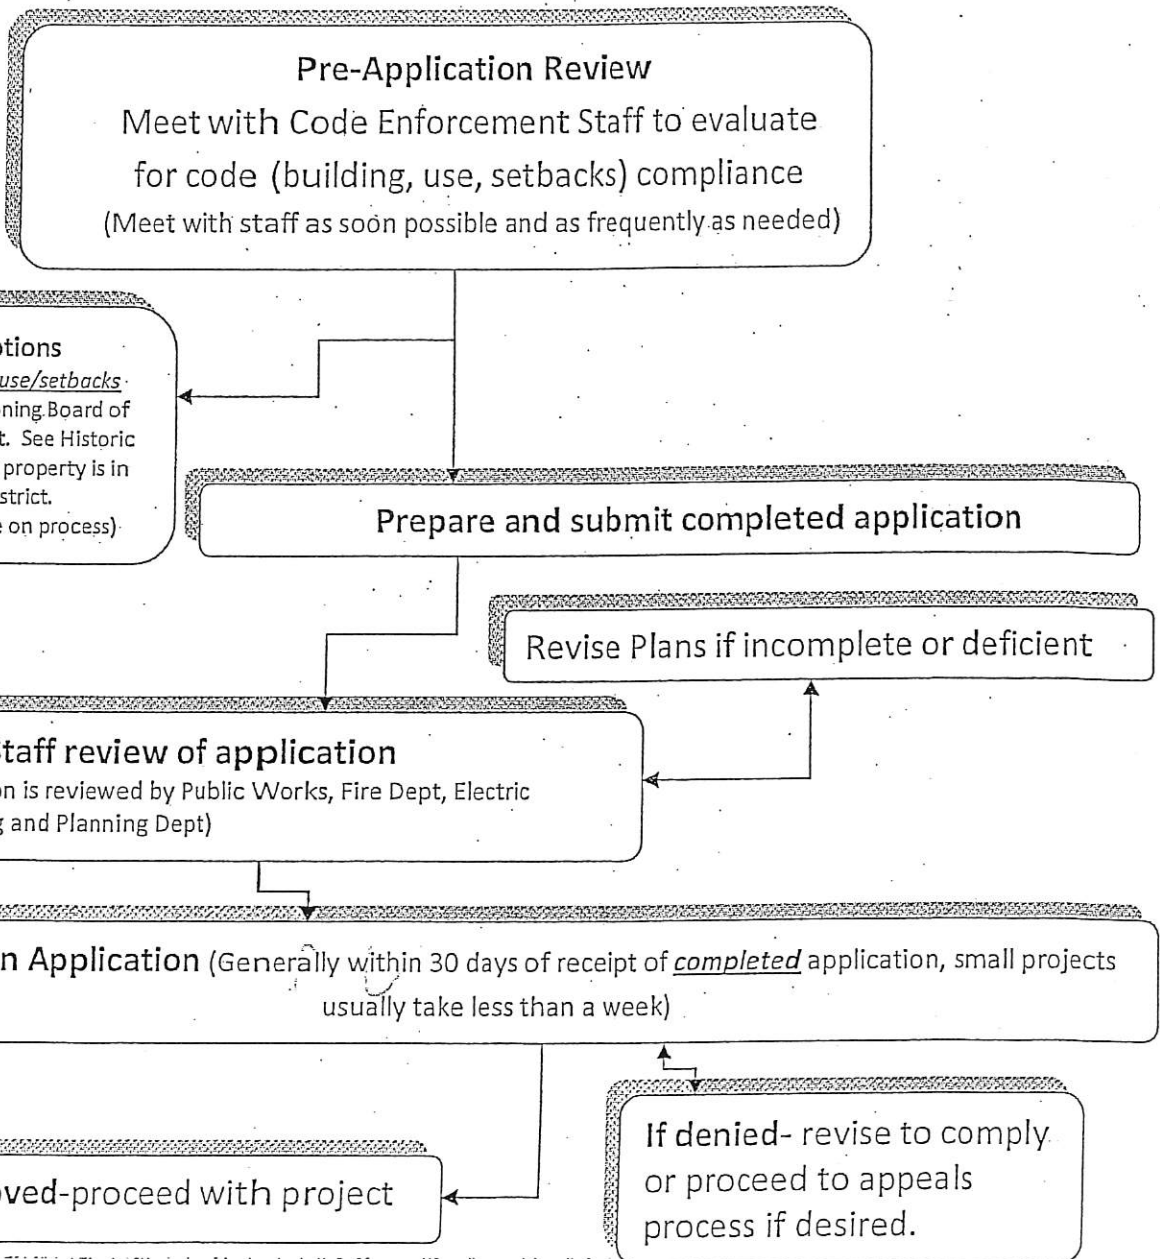 Pre-Application Review
Meet with Code Enforcement Staff to evaluate
for code (building, use, setbacks) compliance
(Meet with staff as soon possible and as frequently as needed)
tions
use/setbacks
ning Board of
t. See Historic
property is in
strict.
on process)
Prepare and submit completed application
Revise Plans if incomplete or deficient
taff review of application
n is reviewed by Public Works, Fire Dept, Electric
g and Planning Dept)
n Application (Generally within 30 days of receipt of completed application, small projects
usually take less than a week)
If denied- revise to comply
or proceed to appeals
process if desired.
ved-proceed with project